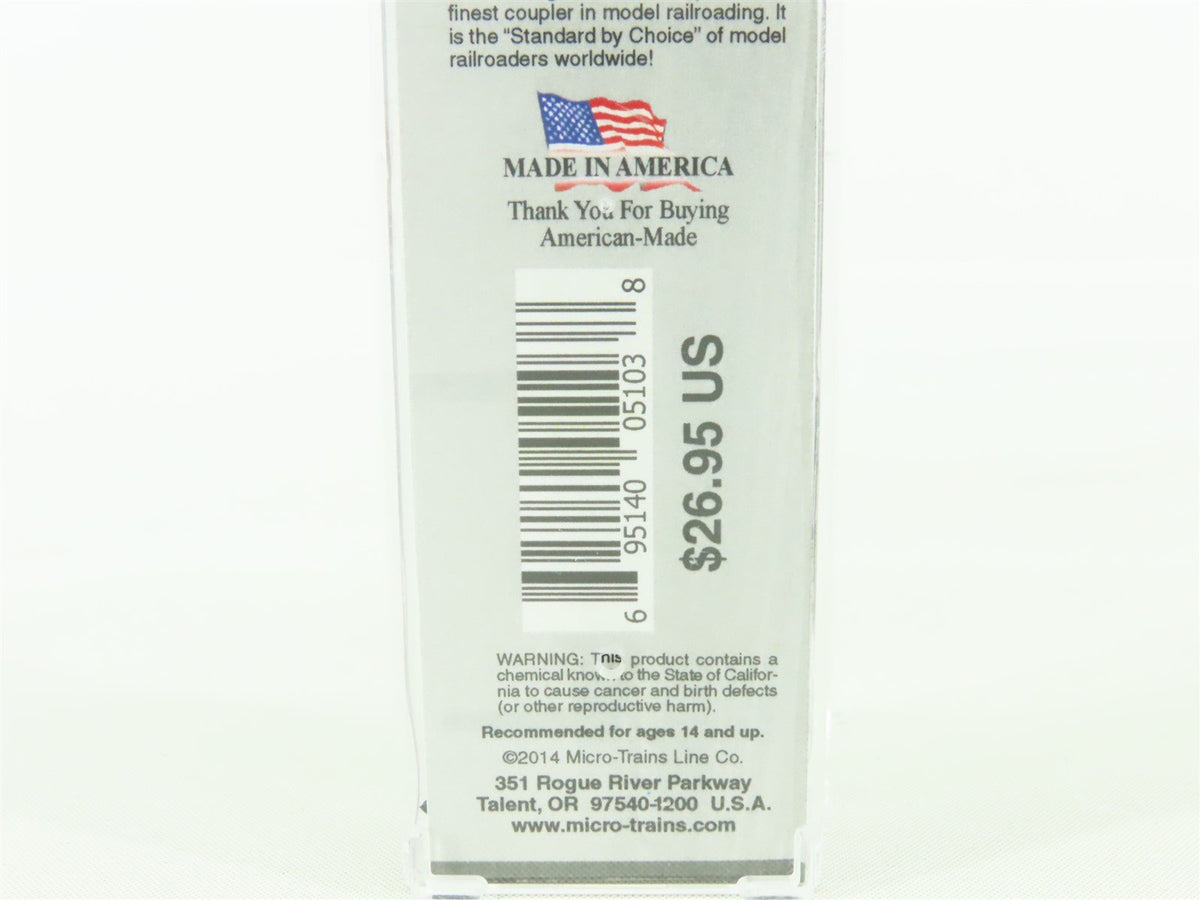 finest coupler in model railroading. It
is the “Standard by Choice” of model
railroaders worldwide!
MADE IN AMERICA
Thank You For Buying
American-Made
6 95140 05103 8
$26.95 US
WARNING: This product contains a
chemical known to the State of Califor-
nia to cause cancer and birth defects
(or other reproductive harm).
Recommended for ages 14 and up.
©2014 Micro-Trains Line Co.
351 Rogue River Parkway
Talent, OR 97540-1200 U.S.A.
www.micro-trains.com